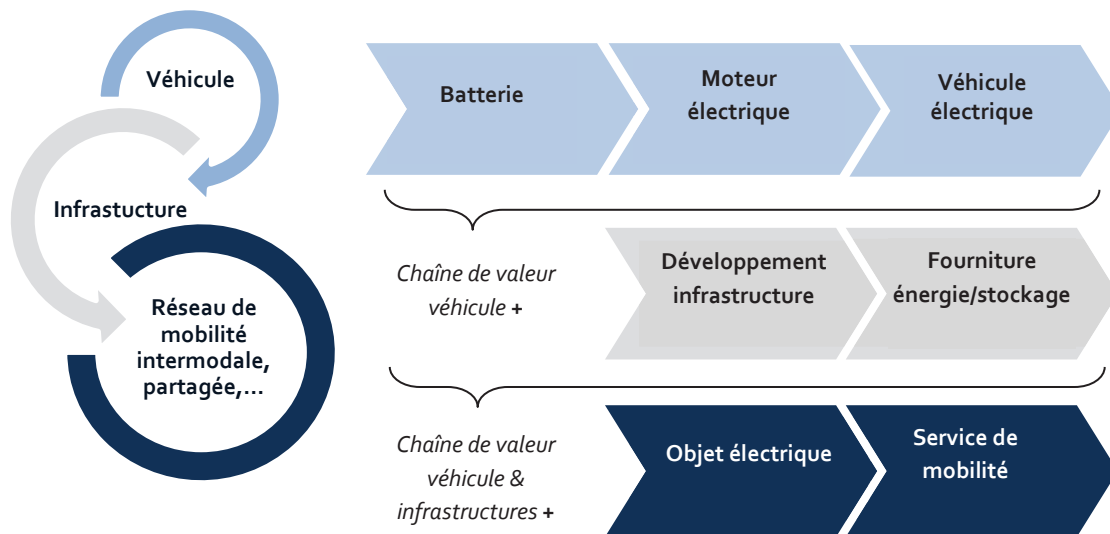 Véhicule
Infrastucture
Réseau de
mobilité
intermodale,
partagée,...
Batterie
Moteur
électrique
Véhicule
électrique
Chaîne de valeur
véhicule +
Développement
infrastructure
Fourniture
énergie/stockage
Chaîne de valeur
véhicule &
infrastructures +
Objet électrique
Service de
mobilité